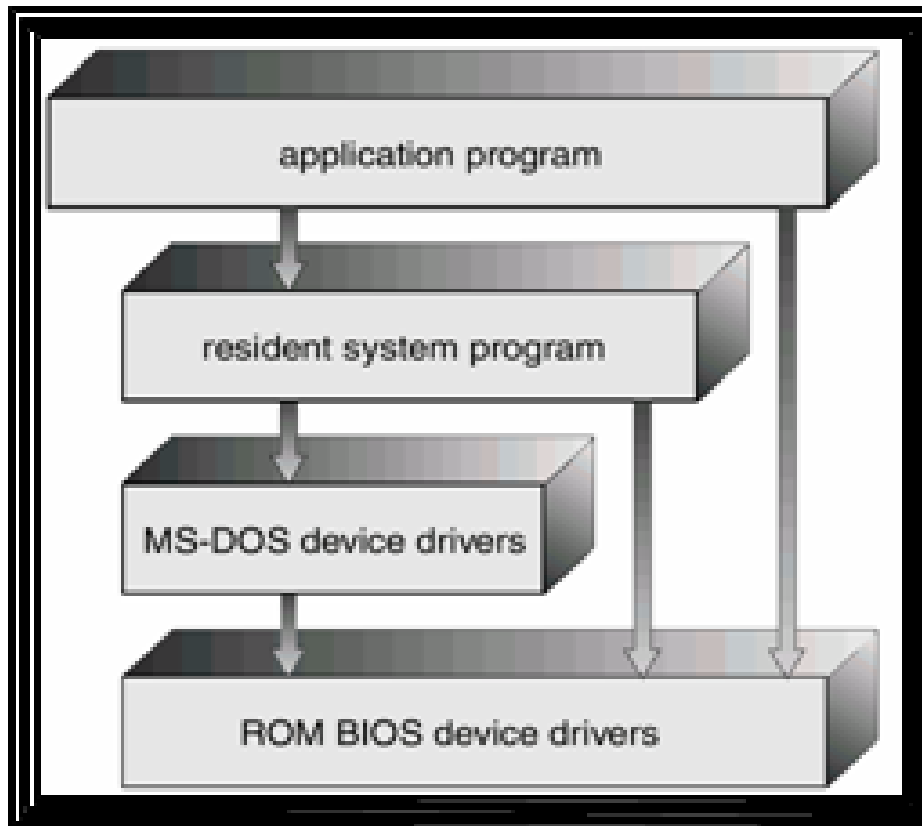 application program
resident system program
MS-DOS device drivers
ROM BIOS device drivers